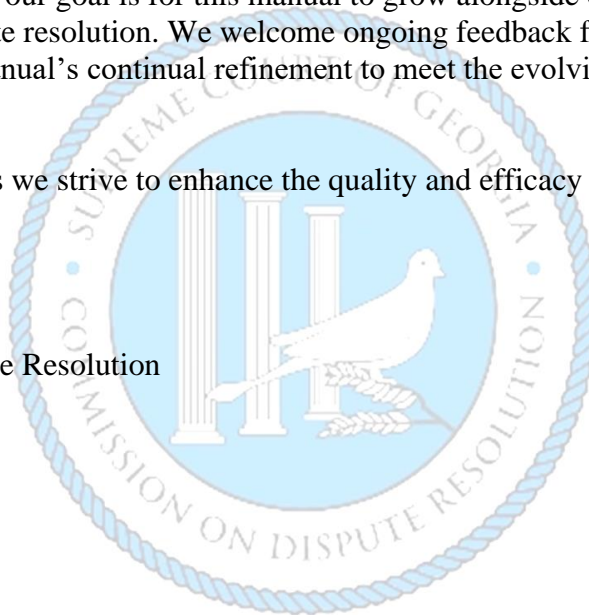 our goal is for this manual to grow alongside
te resolution. We welcome ongoing feedback f
nual’s continual refinement to meet the evolvi
s we strive to enhance the quality and efficacy
e Resolution
SUPREME COURT OF GEORGIA
COMMISSION ON DISPUTE RESOLUTION